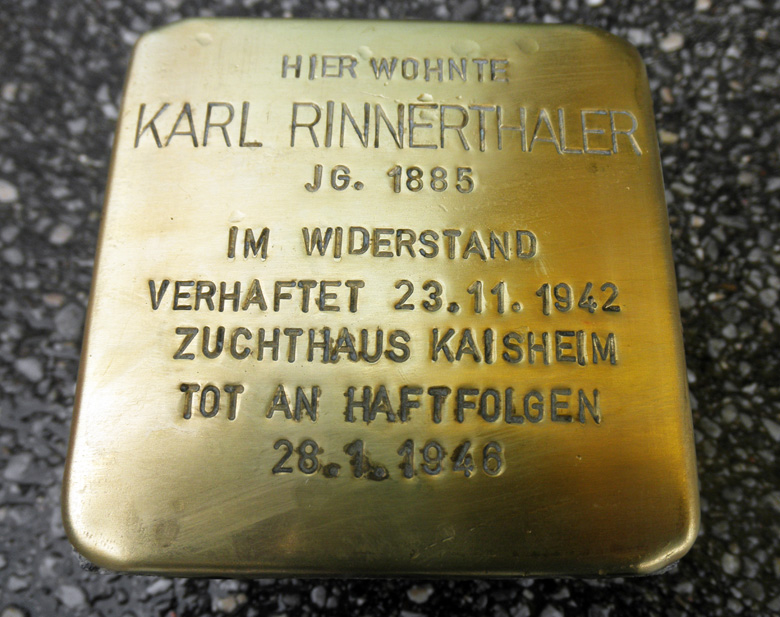 HIER WOHNTE
KARL RINNERTHALER
JG. 1885
IM WIDERSTAND
VERHAFTET 23.11.1942
ZUCHTHAUS KAISHEIM
TOT AN HAFTFOLGEN
28.1.1946